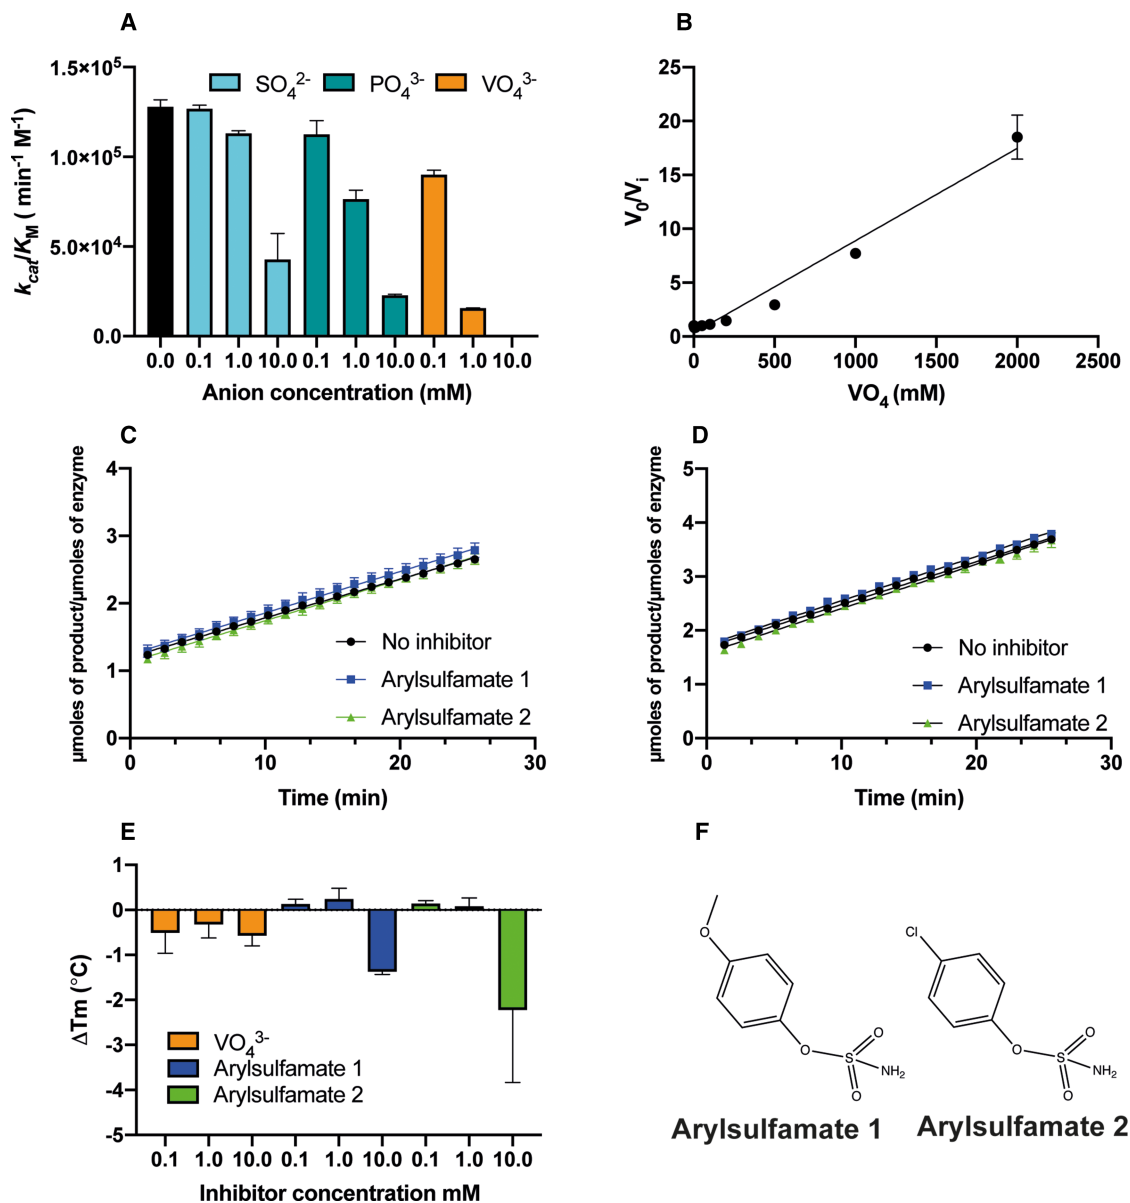 A
1.5×10⁵
1.0×10⁵
5.0×10⁴
0.0
k_cat/K_M ( min⁻¹ M⁻¹)
SO₄²⁻ PO₄³⁻ VO₄³⁻
0.0 0.1 1.0 10.0 0.1 1.0 10.0 0.1 1.0 10.0
Anion concentration (mM)
B
25
20
15
10
5
0
V₀/Vᵢ
0 500 1000 1500 2000 2500
VO₄ (mM)
C
4
3
2
1
0
μmoles of product/μmoles of enzyme
No inhibitor
Arylsulfamate 1
Arylsulfamate 2
0 10 20 30
Time (min)
D
5
4
3
2
1
0
μmoles of product/μmoles of enzyme
No inhibitor
Arylsulfamate 1
Arylsulfamate 2
0 10 20 30
Time (min)
E
1
0
-1
-2
-3
-4
-5
ΔTm (°C)
VO₄³⁻
Arylsulfamate 1
Arylsulfamate 2
0.1 1.0 10.0 0.1 1.0 10.0 0.1 1.0 10.0
Inhibitor concentration mM
F
O
O
O
S
NH₂
O
Arylsulfamate 1
Cl
O
O
S
NH₂
O
Arylsulfamate 2